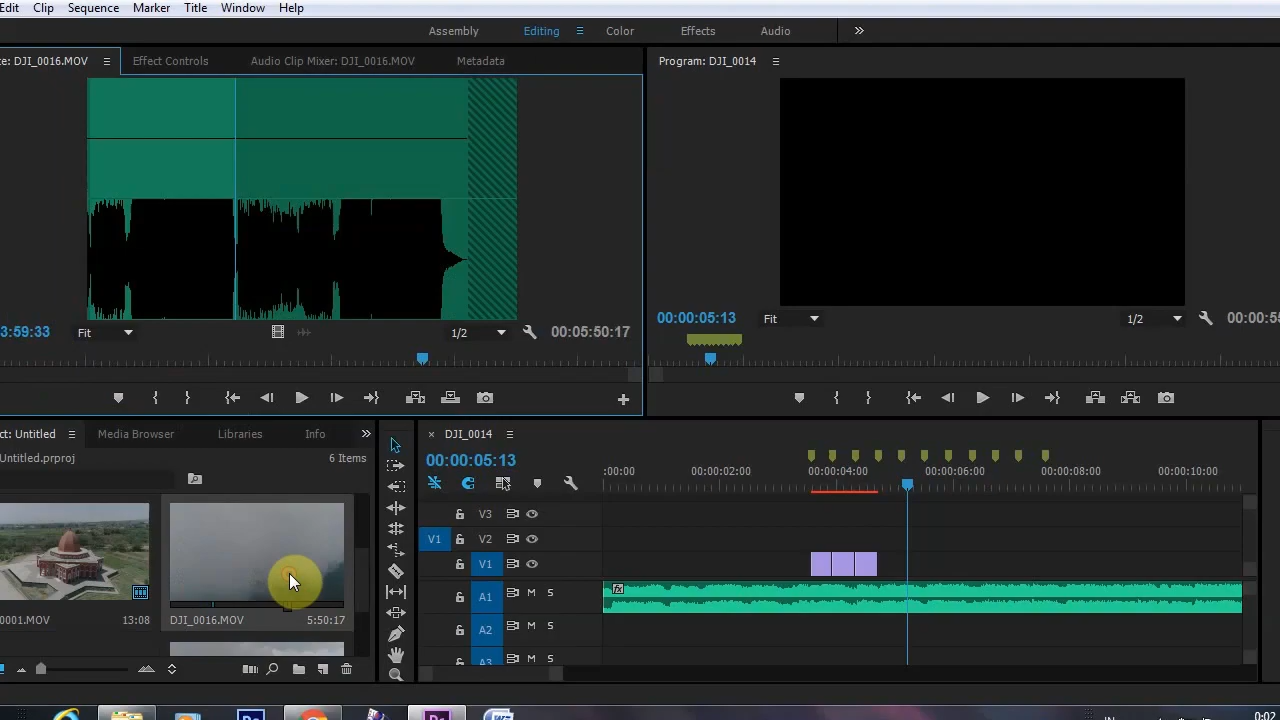 Edit Clip Sequence Marker Title Window Help
Assembly Editing Color Effects Audio
e: DJI_0016.MOV Effect Controls Audio Clip Mixer: DJI_0016.MOV Metadata
Program: DJI_0014
3:59:33 Fit 1/2 00:05:50:17
00:00:05:13 Fit 1/2 00:00:5
ct: Untitled Media Browser Libraries Info
Untitled.prproj
6 Items
0001.MOV 13:08
DJI_0016.MOV 5:50:17
DJI_0014
00:00:05:13
:00:00 00:00:02:00 00:00:04:00 00:00:06:00 00:00:08:00 00:00:10:00
V3
V1 V2
V1
fx
A1 M S
A2 M S
A3 M S
0:02